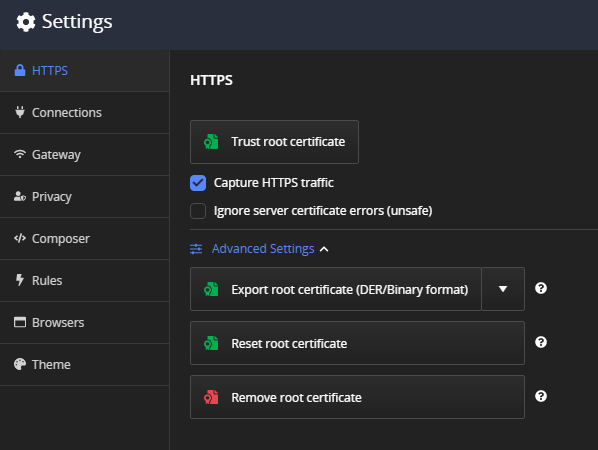 Settings
HTTPS
Connections
Gateway
Privacy
Composer
Rules
Browsers
Theme
HTTPS
Trust root certificate
Capture HTTPS traffic
Ignore server certificate errors (unsafe)
Advanced Settings
Export root certificate (DER/Binary format)
Reset root certificate
Remove root certificate